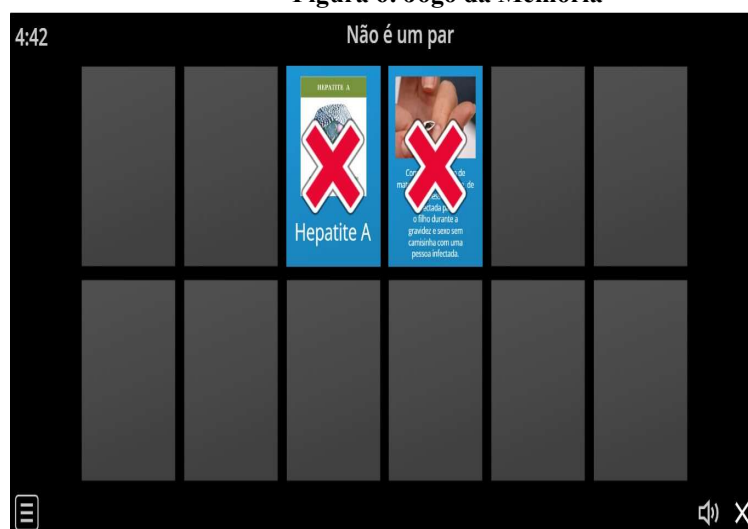 Figura 6. Jogo da Memória
4:42
Não é um par
HEPATITE A
Hepatite A
de
de
o filho durante a
gravidez e sexo sem
camisinha com uma
pessoa infectada.